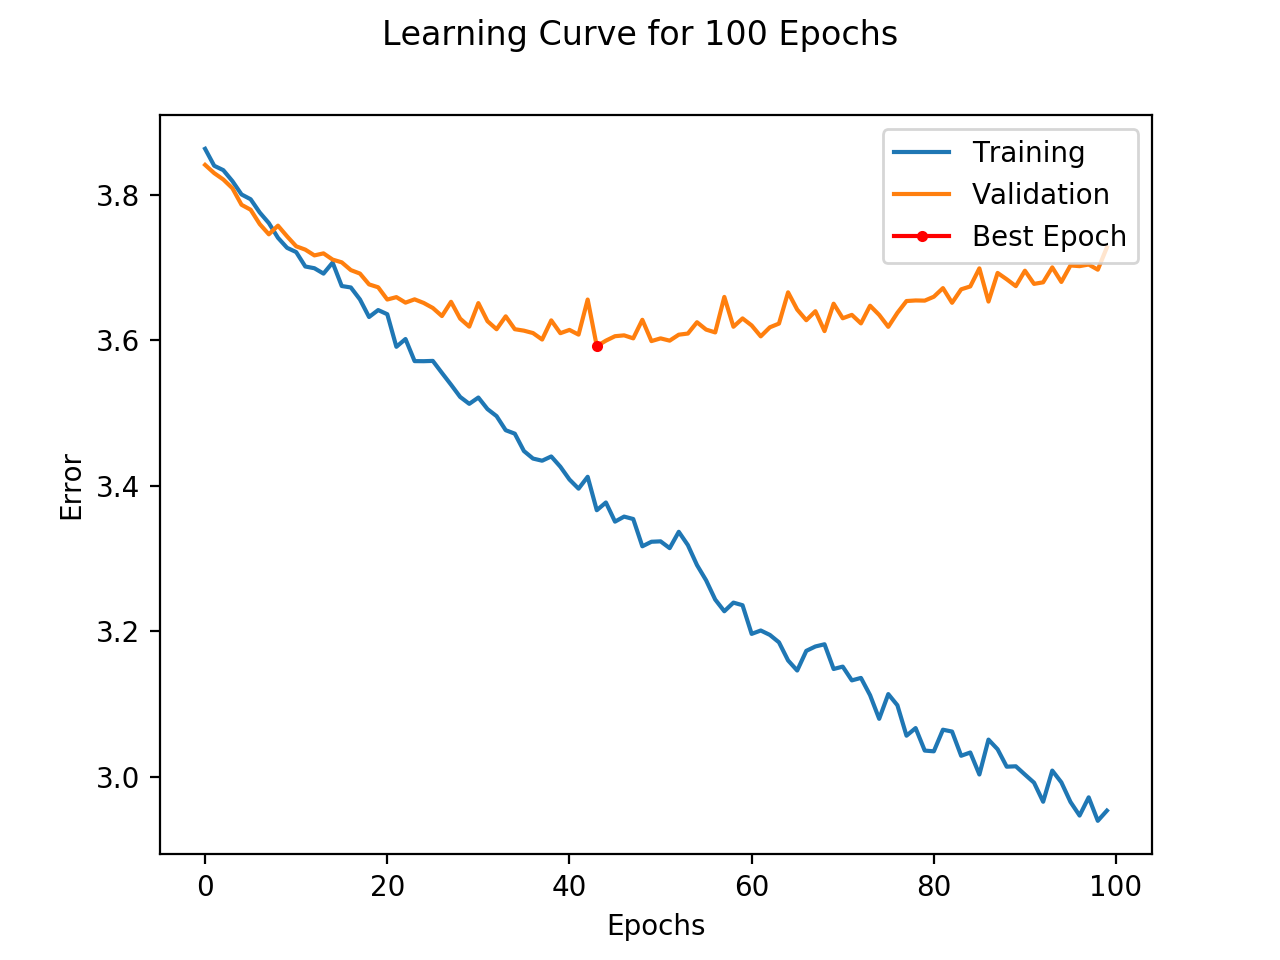 Learning Curve for 100 Epochs
Training
Validation
Best Epoch
3.8
3.6
3.4
3.2
3.0
Error
0 20 40 60 80 100
Epochs